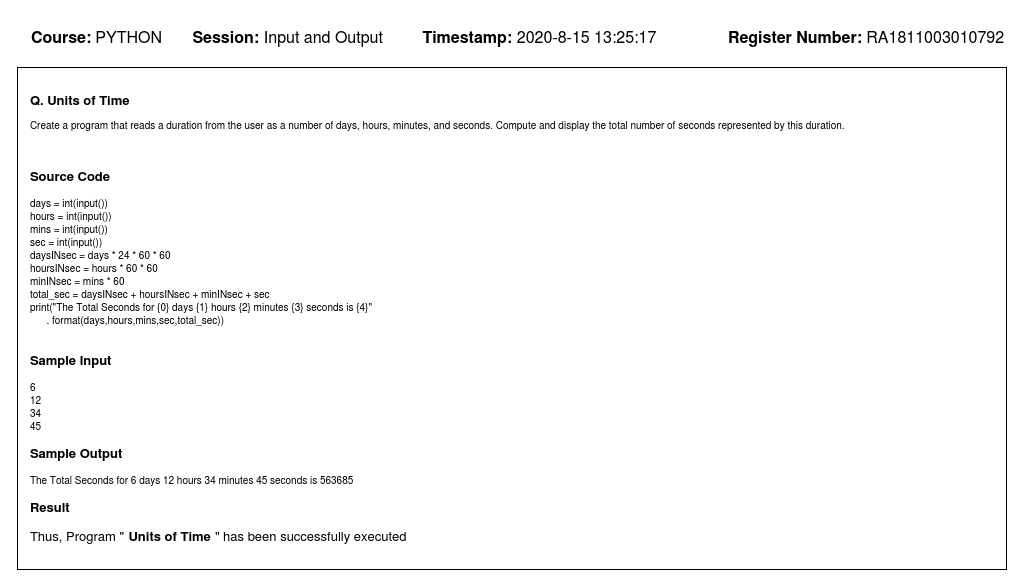 Course: PYTHON Session: Input and Output Timestamp: 2020-8-15 13:25:17 Register Number: RA1811003010792
Q. Units of Time
Create a program that reads a duration from the user as a number of days, hours, minutes, and seconds. Compute and display the total number of seconds represented by this duration.
Source Code
days = int(input())
hours = int(input())
mins = int(input())
sec = int(input())
daysINsec = days * 24 * 60 * 60
hoursINsec = hours * 60 * 60
minINsec = mins * 60
total_sec = daysINsec + hoursINsec + minINsec + sec
print("The Total Seconds for {0} days {1} hours {2} minutes {3} seconds is {4}"
. format(days,hours,mins,sec,total_sec))
Sample Input
6
12
34
45
Sample Output
The Total Seconds for 6 days 12 hours 34 minutes 45 seconds is 563685
Result
Thus, Program " Units of Time " has been successfully executed